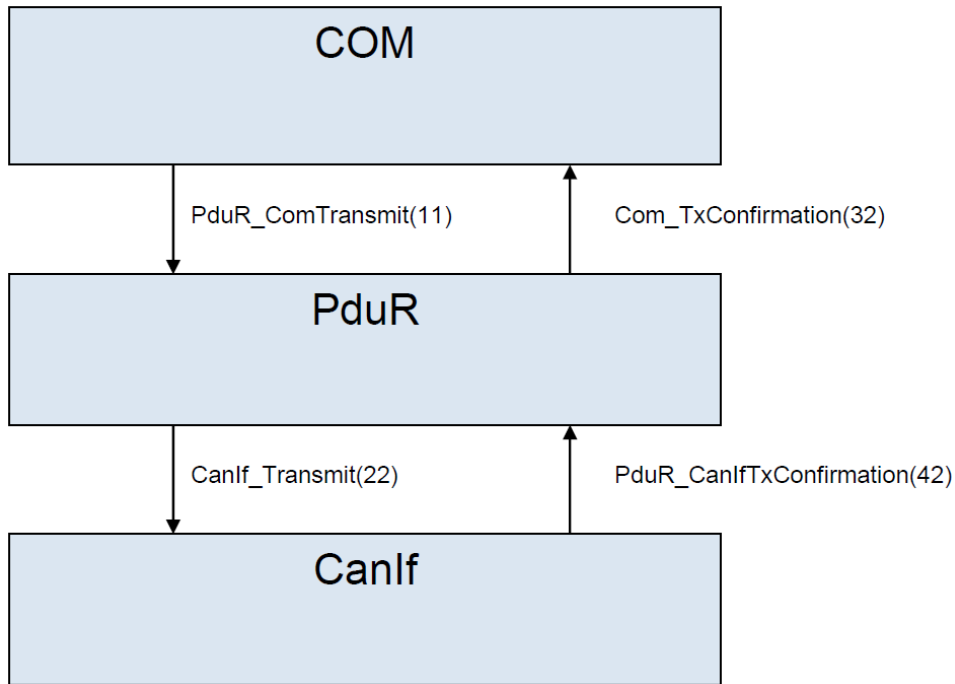 COM
PduR_ComTransmit(11)
Com_TxConfirmation(32)
PduR
CanIf_Transmit(22)
PduR_CanIfTxConfirmation(42)
CanIf